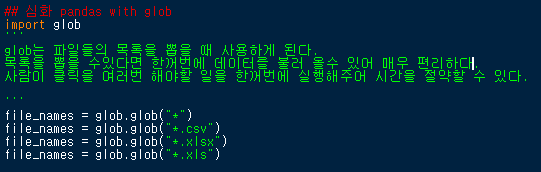 ## 심화 pandas with glob
import glob
'''
glob는 파일들의 목록을 뽑을 때 사용하게 된다.
목록을 뽑을 수있다면 한꺼번에 데이터를 불러 올수 있어 매우 편리하다.
사람이 클릭을 여러번 해야할 일을 한꺼번에 실행해주어 시간을 절약할 수 있다.
'''
file_names = glob.glob("*")
file_names = glob.glob("*.csv")
file_names = glob.glob("*.xlsx")
file_names = glob.glob("*.xls")